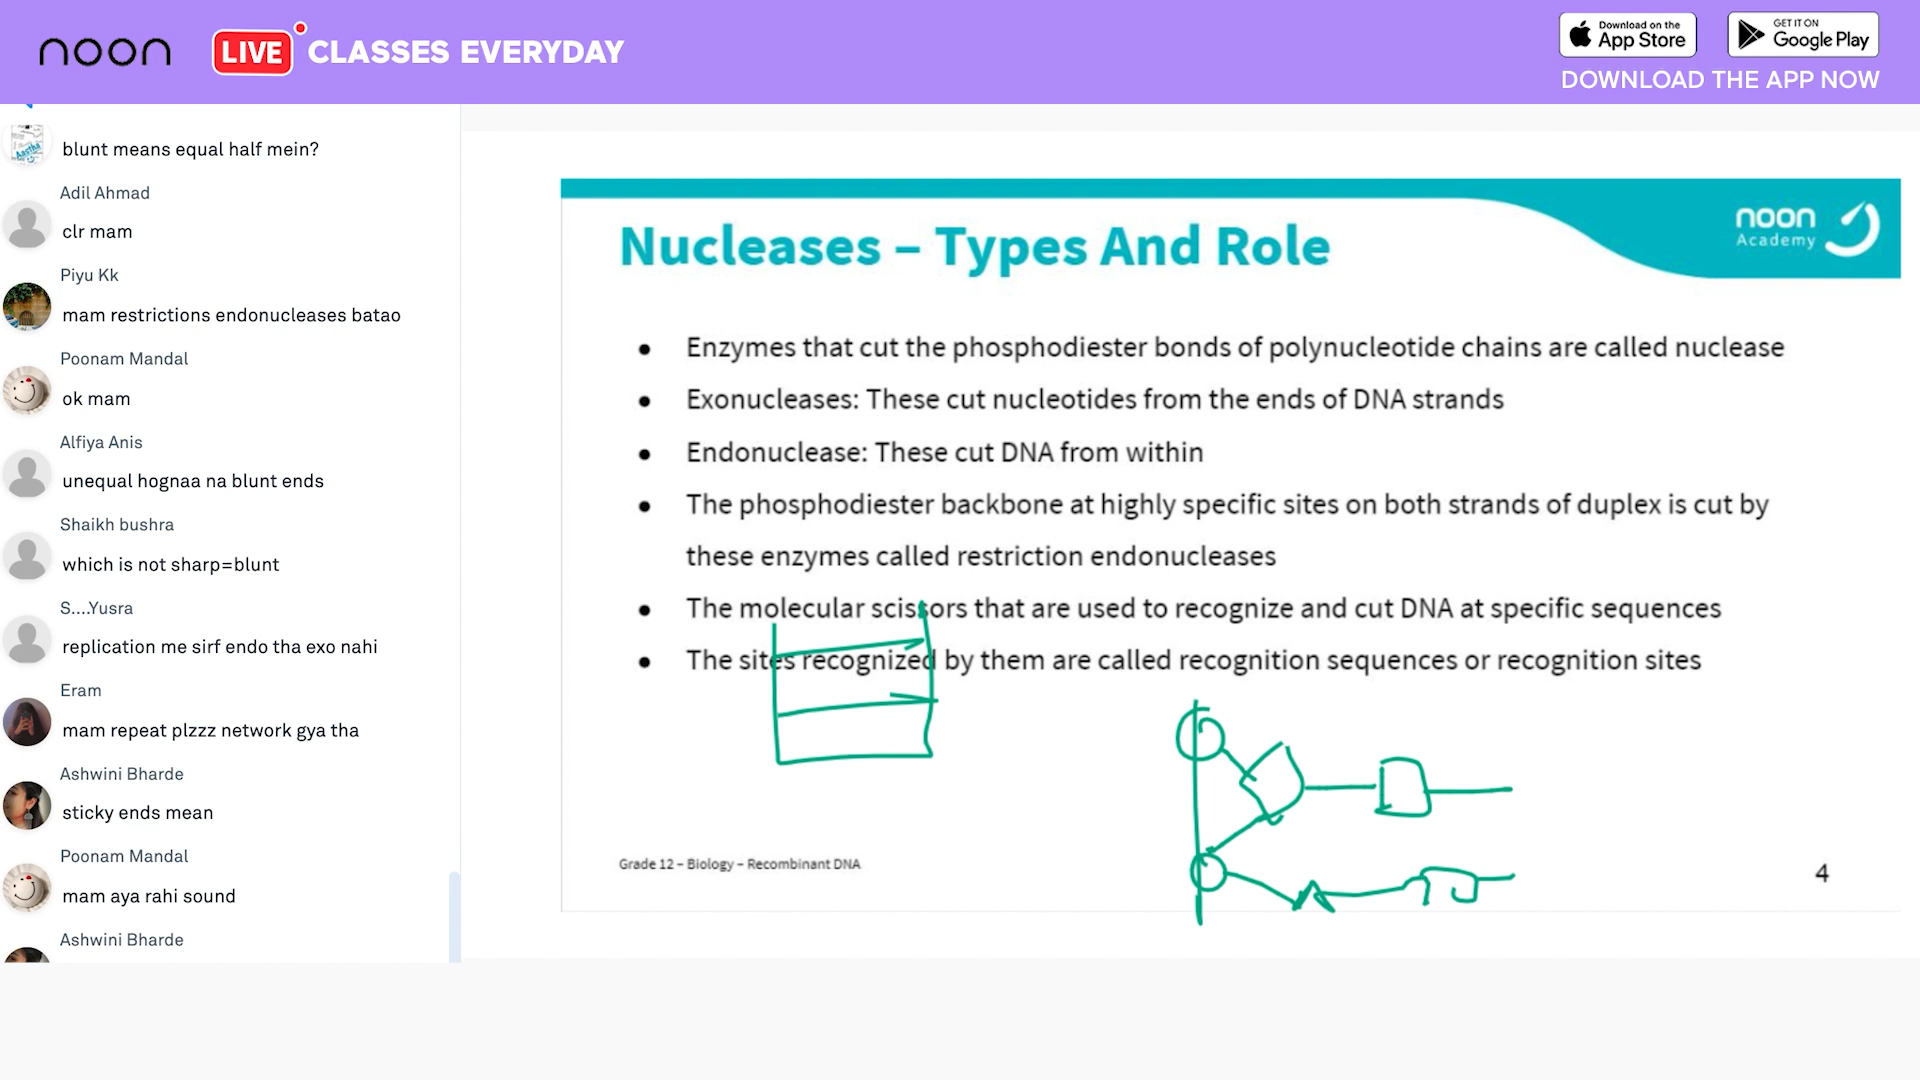 noon LIVE CLASSES EVERYDAY
Download on the
App Store
GET IT ON
Google Play
DOWNLOAD THE APP NOW
blunt means equal half mein?
Adil Ahmad
clr mam
Piyu Kk
mam restrictions endonucleases batao
Poonam Mandal
ok mam
Alfiya Anis
unequal hognaa na blunt ends
Shaikh bushra
which is not sharp=blunt
S....Yusra
replication me sirf endo tha exo nahi
Eram
mam repeat plzzz network gya tha
Ashwini Bharde
sticky ends mean
Poonam Mandal
mam aya rahi sound
Ashwini Bharde
noon
Academy
Nucleases – Types And Role
● Enzymes that cut the phosphodiester bonds of polynucleotide chains are called nuclease
● Exonucleases: These cut nucleotides from the ends of DNA strands
● Endonuclease: These cut DNA from within
● The phosphodiester backbone at highly specific sites on both strands of duplex is cut by
these enzymes called restriction endonucleases
● The molecular scissors that are used to recognize and cut DNA at specific sequences
● The sites recognized by them are called recognition sequences or recognition sites
Grade 12 – Biology – Recombinant DNA
4